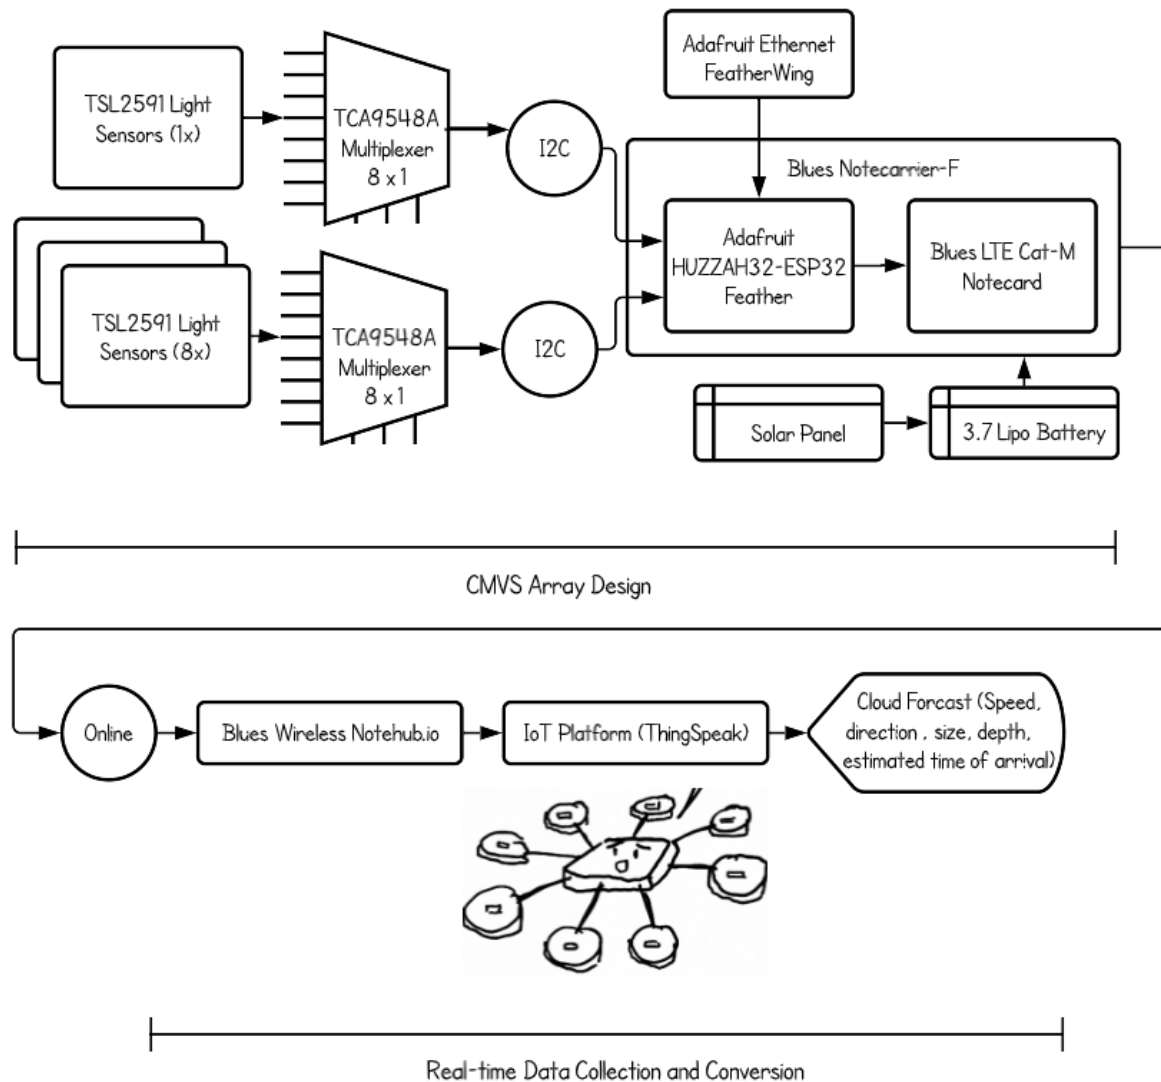 TSL2591 Light
Sensors (1x)
TCA9548A
Multiplexer
8 x 1
I2C
Adafruit Ethernet
FeatherWing
Blues Notecarrier-F
Adafruit
HUZZAH32-ESP32
Feather
Blues LTE Cat-M
Notecard
TSL2591 Light
Sensors (8x)
TCA9548A
Multiplexer
8 x 1
I2C
Solar Panel
3.7 Lipo Battery
CMVS Array Design
Online
Blues Wireless Notehub.io
IoT Platform (ThingSpeak)
Cloud Forcast (Speed,
direction , size, depth,
estimated time of arrival)
Real-time Data Collection and Conversion